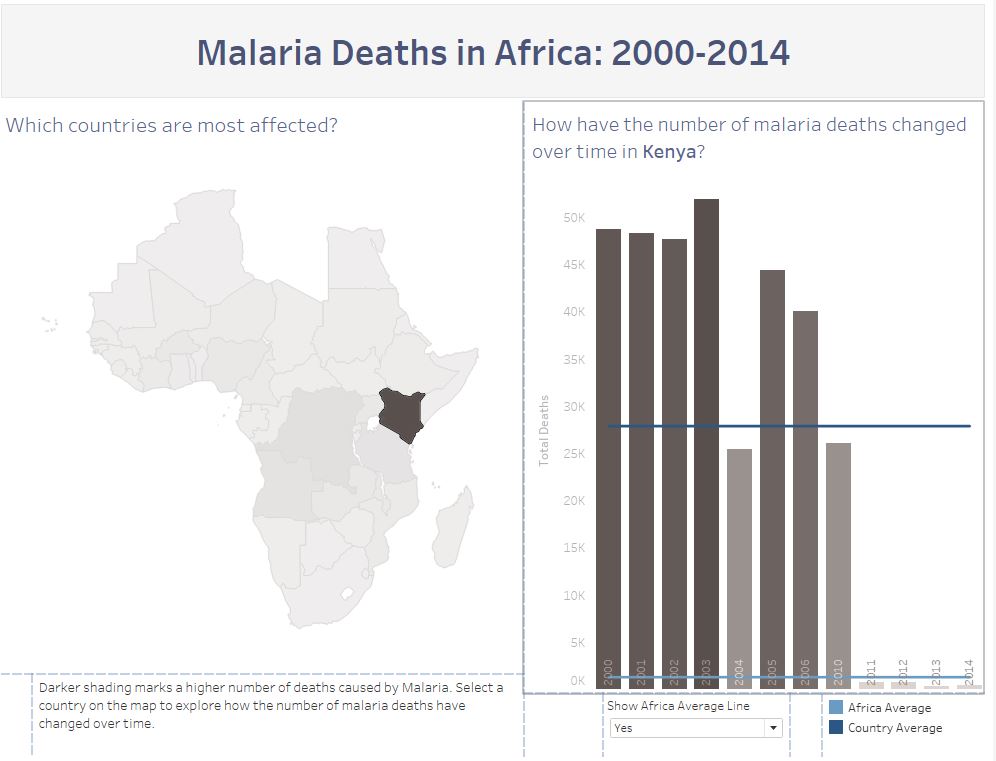 Malaria Deaths in Africa: 2000-2014
Which countries are most affected?
How have the number of malaria deaths changed
over time in Kenya?
50K
45K
40K
35K
30K
25K
20K
15K
10K
5K
0K
Total Deaths
2000
2001
2002
2003
2004
2005
2006
2010
2011
2012
2013
2014
Darker shading marks a higher number of deaths caused by Malaria. Select a
country on the map to explore how the number of malaria deaths have
changed over time.
Show Africa Average Line
Yes
Africa Average
Country Average